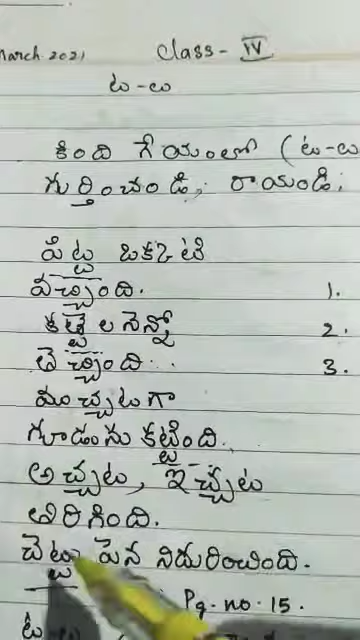 March 2021 Class - IV
ట - లు
కింది గేయంలో (ట-లు
గుర్తించండి, రాయండి.
పిట్ట ఒకటి
వచ్చింది. 1.
కట్టెలనెన్నో 2.
తెచ్చింది.. 3.
ముచ్చటగా
గూడును కట్టింది.
అచ్చట, ఇచ్చట
తిరిగింది.
చెట్టు పైన నిదురించింది.
Pg. no. 15.